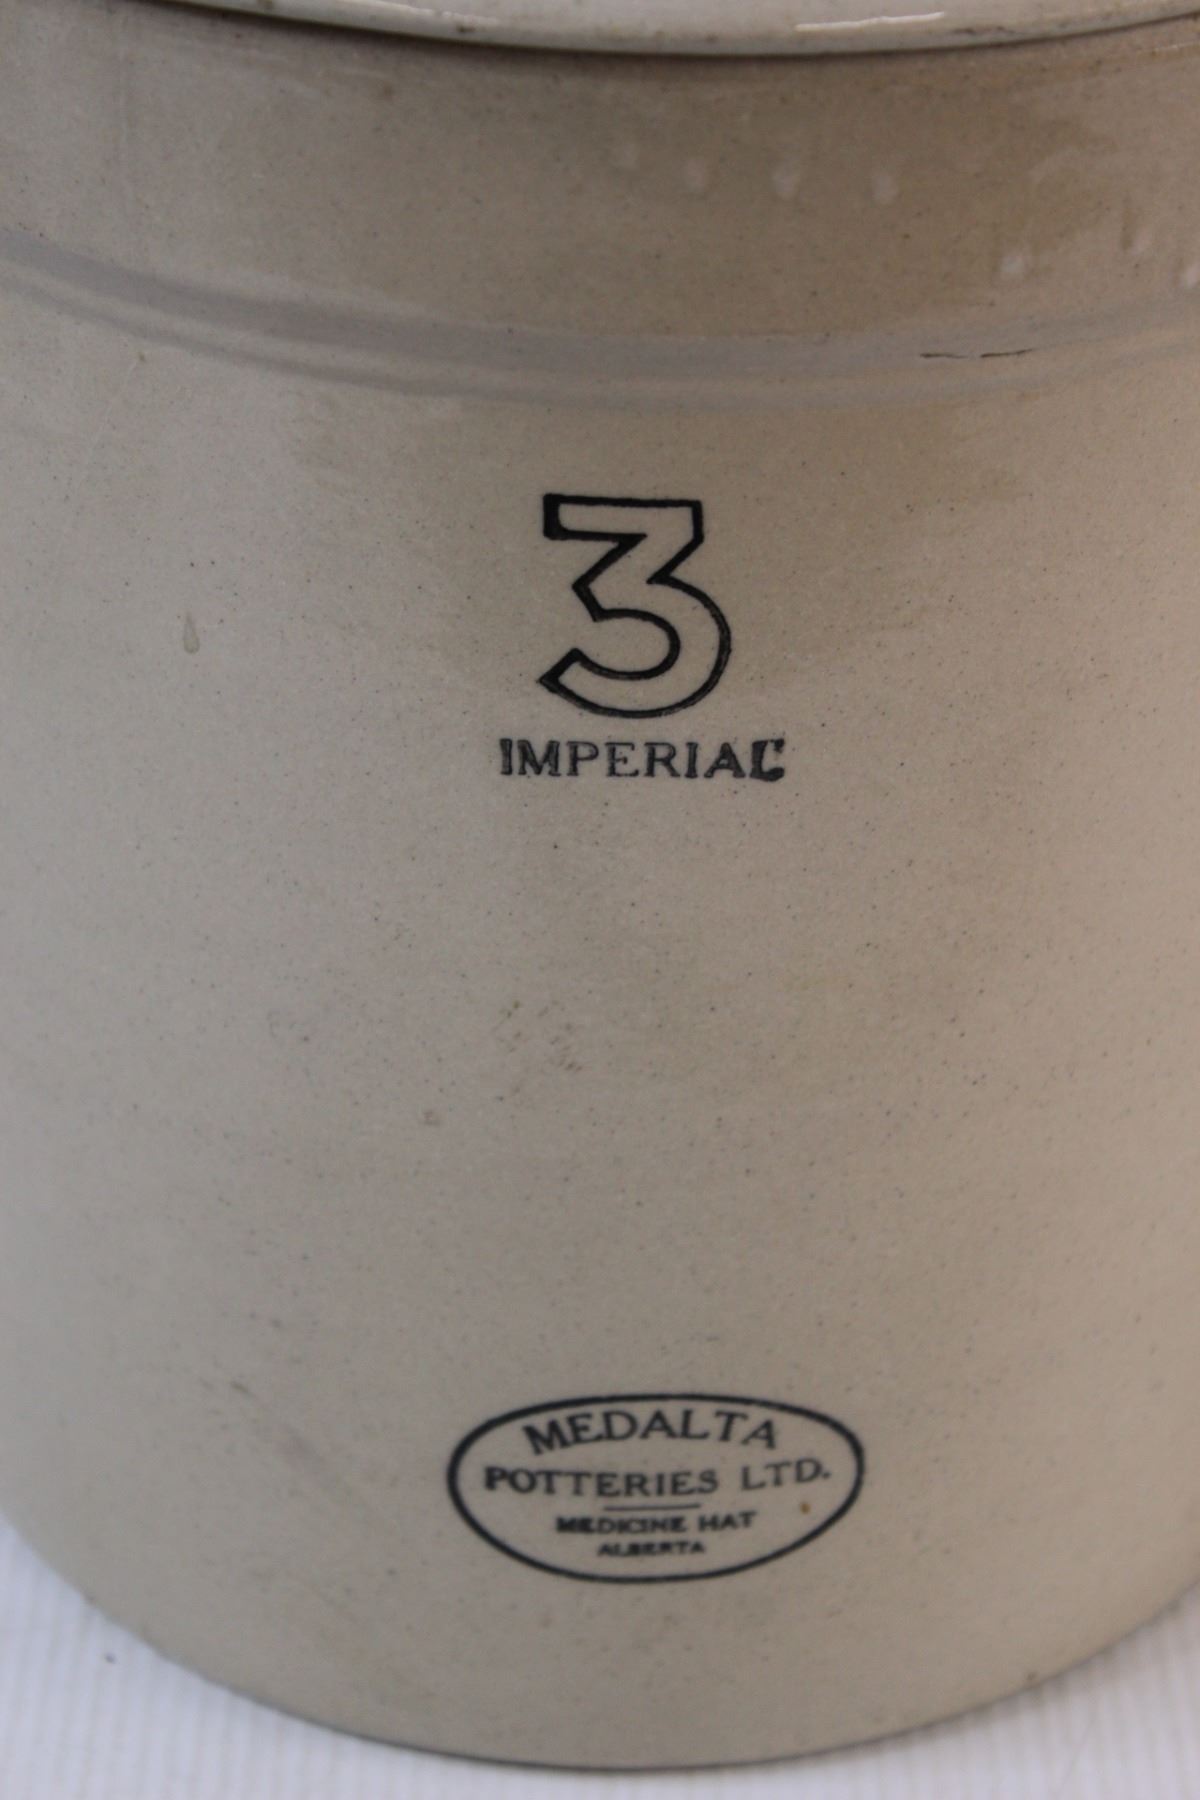 3
IMPERIAL
MEDALTA
POTTERIES LTD.
MEDICINE HAT
ALBERTA